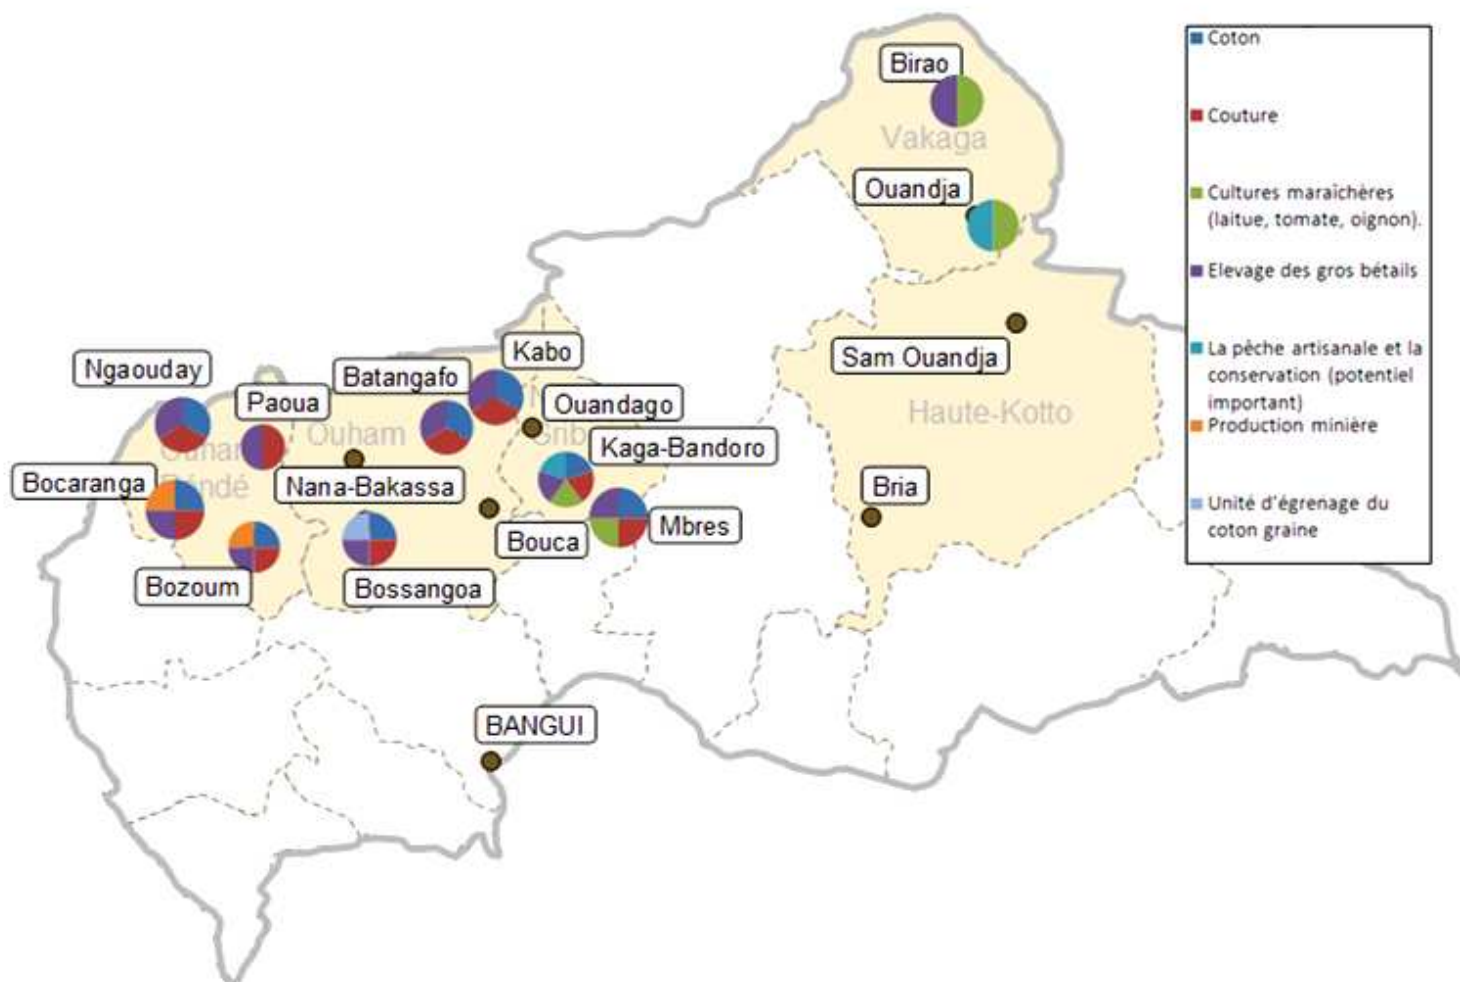 Birao
Vakaga
Ouandja
Sam Ouandja
Haute-Kotto
Bria
Kabo
Ngaouday
Batangafo
Paoua
Ouandago
Ouham
Kaga-Bandoro
Bocaranga
Nana-Bakassa
Bouca
Mbres
Bozoum
Bossangoa
BANGUI
Coton
Couture
Cultures maraîchères
(laitue, tomate, oignon).
Elevage des gros bétails
La pêche artisanale et la
conservation (potentiel
important)
Production minière
Unité d'égrenage du
coton graine